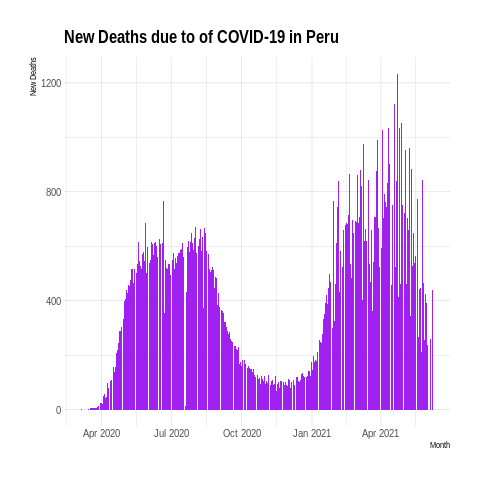 New Deaths due to of COVID-19 in Peru
New Deaths
1200
800
400
0
Apr 2020 Jul 2020 Oct 2020 Jan 2021 Apr 2021
Month